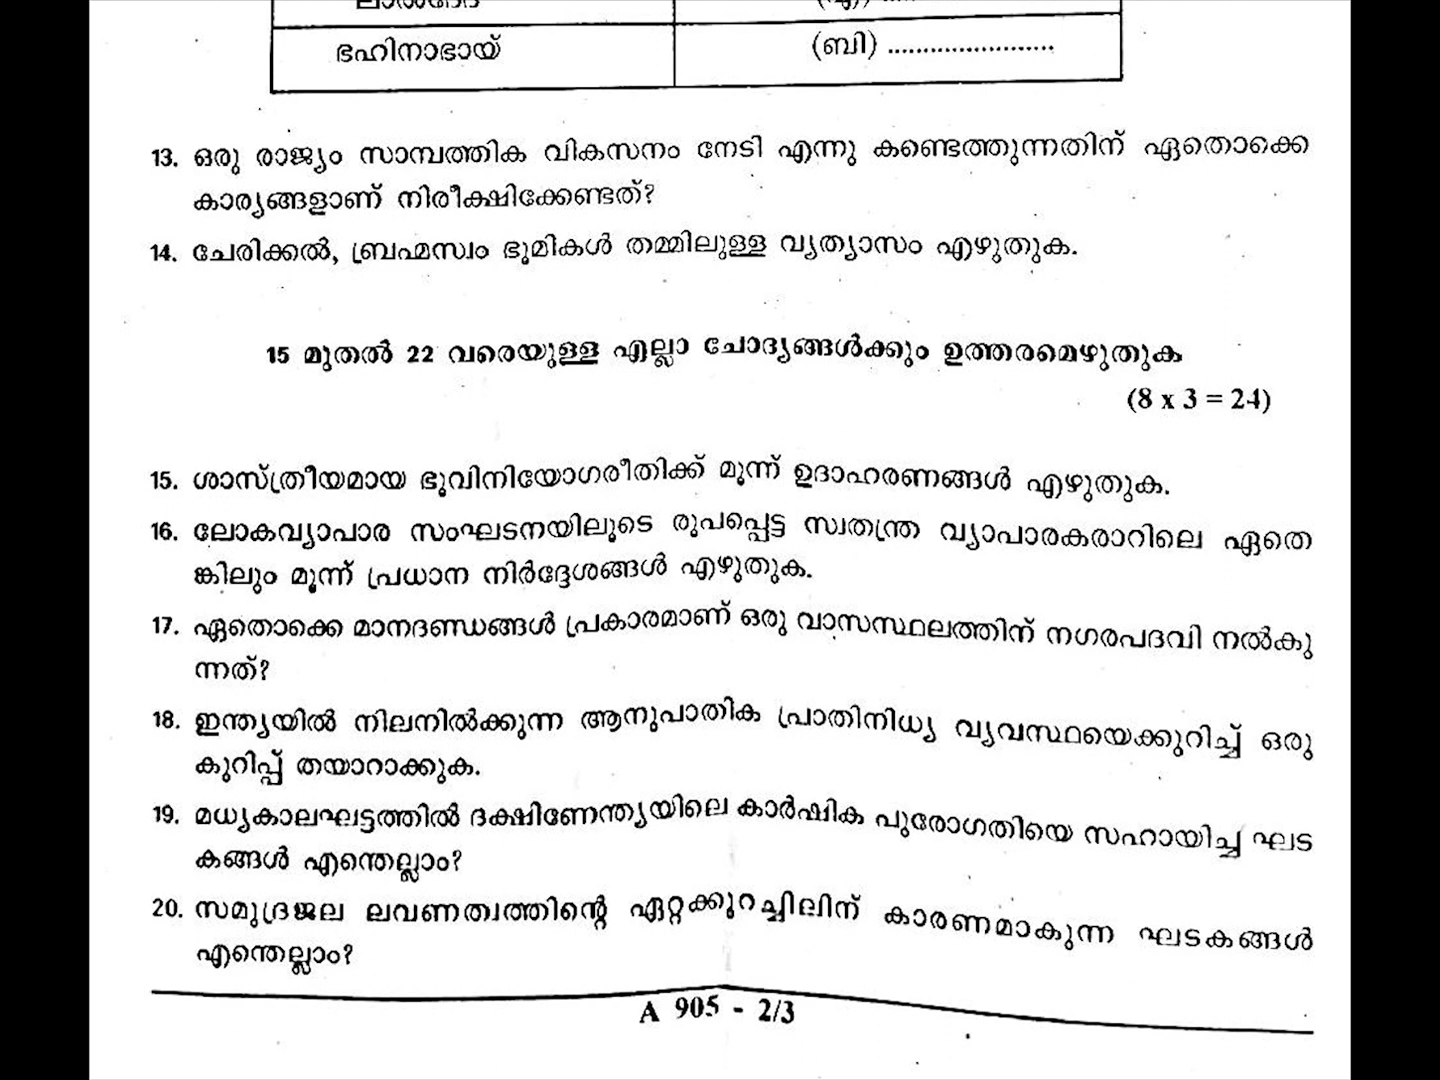 ഭഹിനാഭായ് (ബി) ........................
13. ഒരു രാജ്യം സാമ്പത്തിക വികസനം നേടി എന്നു കണ്ടെത്തുന്നതിന് ഏതൊക്കെ
കാര്യങ്ങളാണ് നിരീക്ഷിക്കേണ്ടത്?
14. ചേരിക്കൽ, ബ്രഹ്മസ്വം ഭൂമികൾ തമ്മിലുള്ള വ്യത്യാസം എഴുതുക.
15 മുതൽ 22 വരെയുള്ള എല്ലാ ചോദ്യങ്ങൾക്കും ഉത്തരമെഴുതുക
(8 x 3 = 24)
15. ശാസ്ത്രീയമായ ഭൂവിനിയോഗരീതിക്ക് മൂന്ന് ഉദാഹരണങ്ങൾ എഴുതുക.
16. ലോകവ്യാപാര സംഘടനയിലൂടെ രൂപപ്പെട്ട സ്വതന്ത്ര വ്യാപാരകരാറിലെ ഏതെ
ങ്കിലും മൂന്ന് പ്രധാന നിർദ്ദേശങ്ങൾ എഴുതുക.
17. ഏതൊക്കെ മാനദണ്ഡങ്ങൾ പ്രകാരമാണ് ഒരു വാസസ്ഥലത്തിന് നഗരപദവി നൽകു
ന്നത്?
18. ഇന്ത്യയിൽ നിലനിൽക്കുന്ന ആനുപാതിക പ്രാതിനിധ്യ വ്യവസ്ഥയെക്കുറിച്ച് ഒരു
കുറിപ്പ് തയാറാക്കുക.
19. മധ്യകാലഘട്ടത്തിൽ ദക്ഷിണേന്ത്യയിലെ കാർഷിക പുരോഗതിയെ സഹായിച്ച ഘട
കങ്ങൾ എന്തെല്ലാം?
20. സമുദ്രജല ലവണത്വത്തിന്റെ ഏറ്റക്കുറച്ചിലിന് കാരണമാകുന്ന ഘടകങ്ങൾ
എന്തെല്ലാം?
A 905 - 2/3